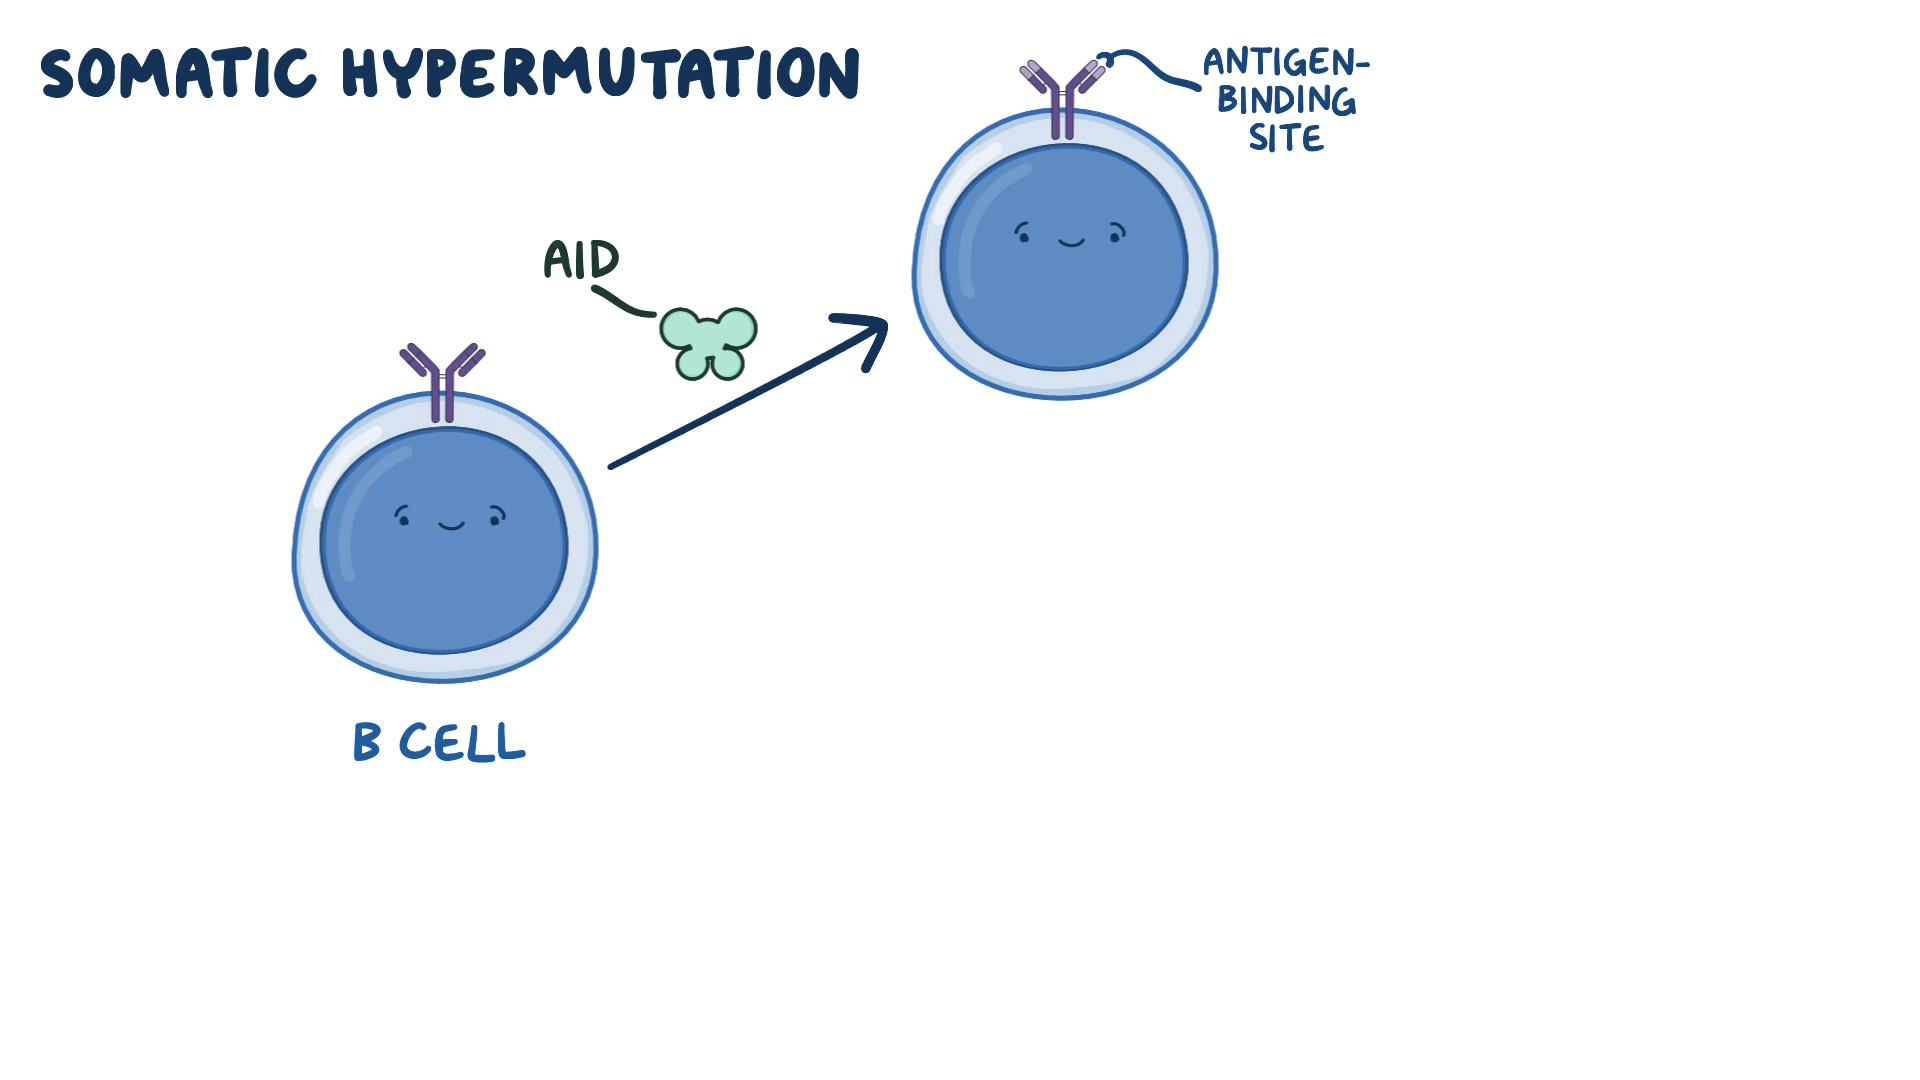 SOMATIC HYPERMUTATION
ANTIGEN-
BINDING
SITE
AID
B CELL